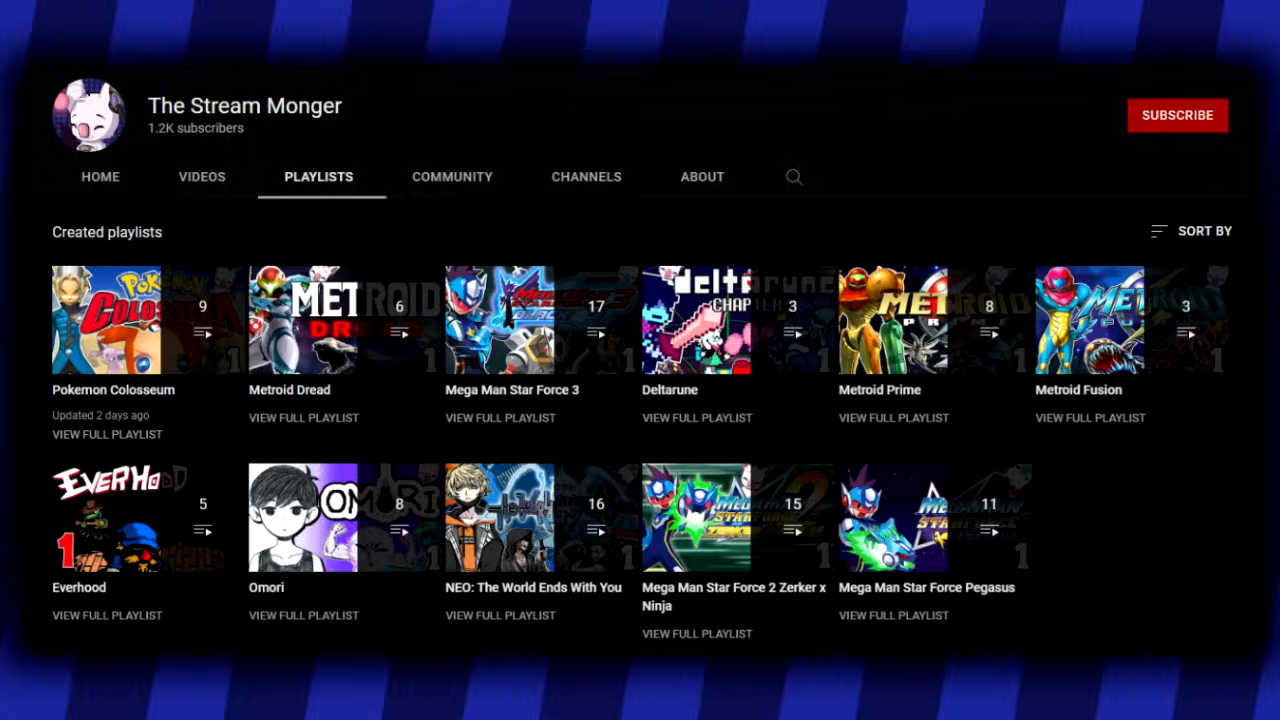 The Stream Monger
1.2K subscribers
SUBSCRIBE
HOME VIDEOS PLAYLISTS COMMUNITY CHANNELS ABOUT
Created playlists
SORT BY
9 6 17 3 8 3
Pokemon Colosseum
Updated 2 days ago
VIEW FULL PLAYLIST
Metroid Dread
VIEW FULL PLAYLIST
Mega Man Star Force 3
VIEW FULL PLAYLIST
Deltarune
VIEW FULL PLAYLIST
Metroid Prime
VIEW FULL PLAYLIST
Metroid Fusion
VIEW FULL PLAYLIST
EVERHOOD
1
OMORI
5 8 16 15 11
Everhood
VIEW FULL PLAYLIST
Omori
VIEW FULL PLAYLIST
NEO: The World Ends With You
VIEW FULL PLAYLIST
Mega Man Star Force 2 Zerker x
Ninja
VIEW FULL PLAYLIST
Mega Man Star Force Pegasus
VIEW FULL PLAYLIST